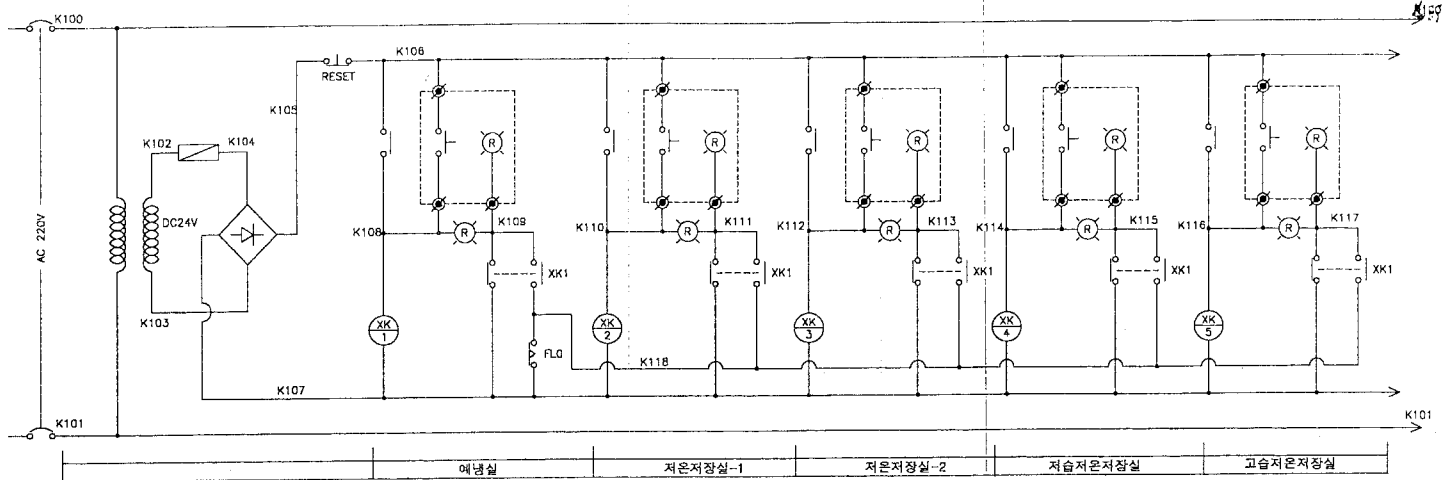 K100
K106
RESET
K105
K102
K104
DC24V
AC 220V
K103
R
R
R
R
R
K108
R
K109
K110
R
K111
K112
R
K113
K114
R
K115
K116
R
K117
XK1
XK1
XK1
XK1
XK1
XK
1
XK
2
XK
3
XK
4
XK
5
FLO
K118
K107
K101
K101
예냉실
저온저장실-1
저온저장실-2
저습저온저장실
고습저온저장실